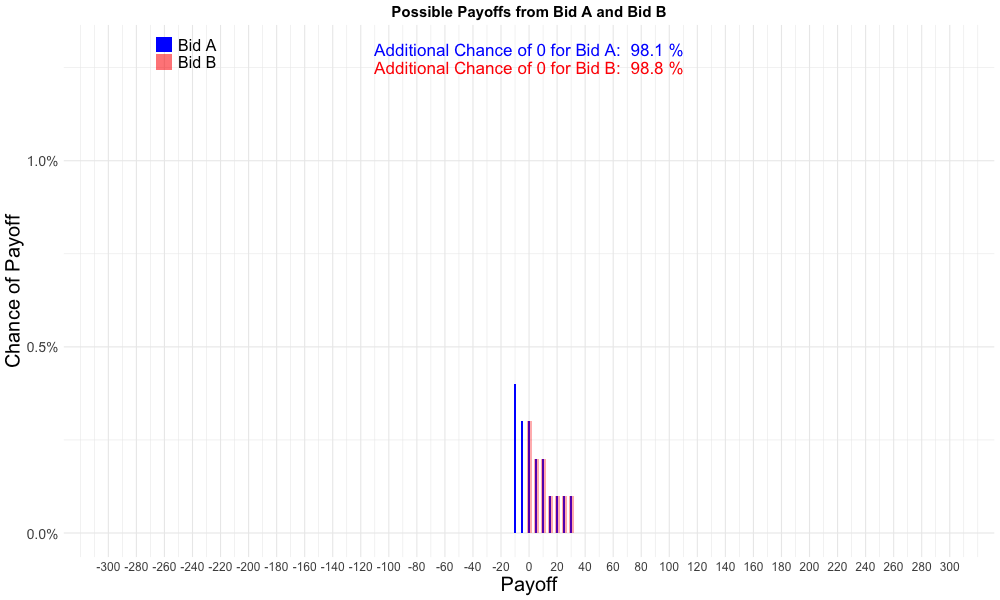 Possible Payoffs from Bid A and Bid B
Bid A
Bid B
Additional Chance of 0 for Bid A:  98.1 %
Additional Chance of 0 for Bid B:  98.8 %
Chance of Payoff
1.0%
0.5%
0.0%
-300 -280 -260 -240 -220 -200 -180 -160 -140 -120 -100 -80 -60 -40 -20 0 20 40 60 80 100 120 140 160 180 200 220 240 260 280 300
Payoff